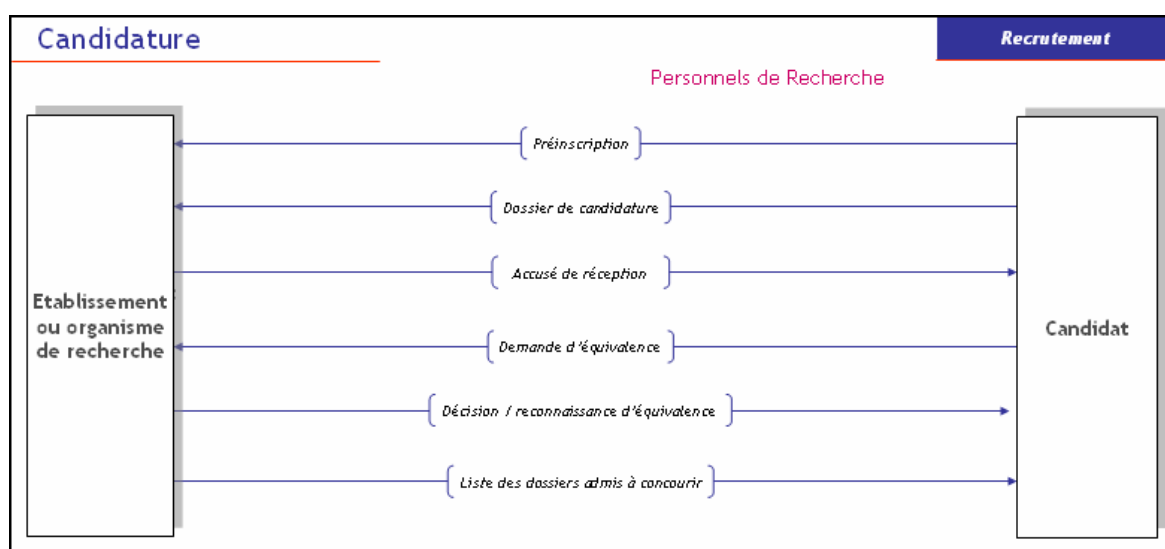 Candidature
Recrutement
Personnels de Recherche
Préinscription
Dossier de candidature
Accusé de réception
Etablissement
ou organisme
de recherche
Candidat
Demande d'équivalence
Décision / reconnaissance d'équivalence
Liste des dossiers admis à concourir